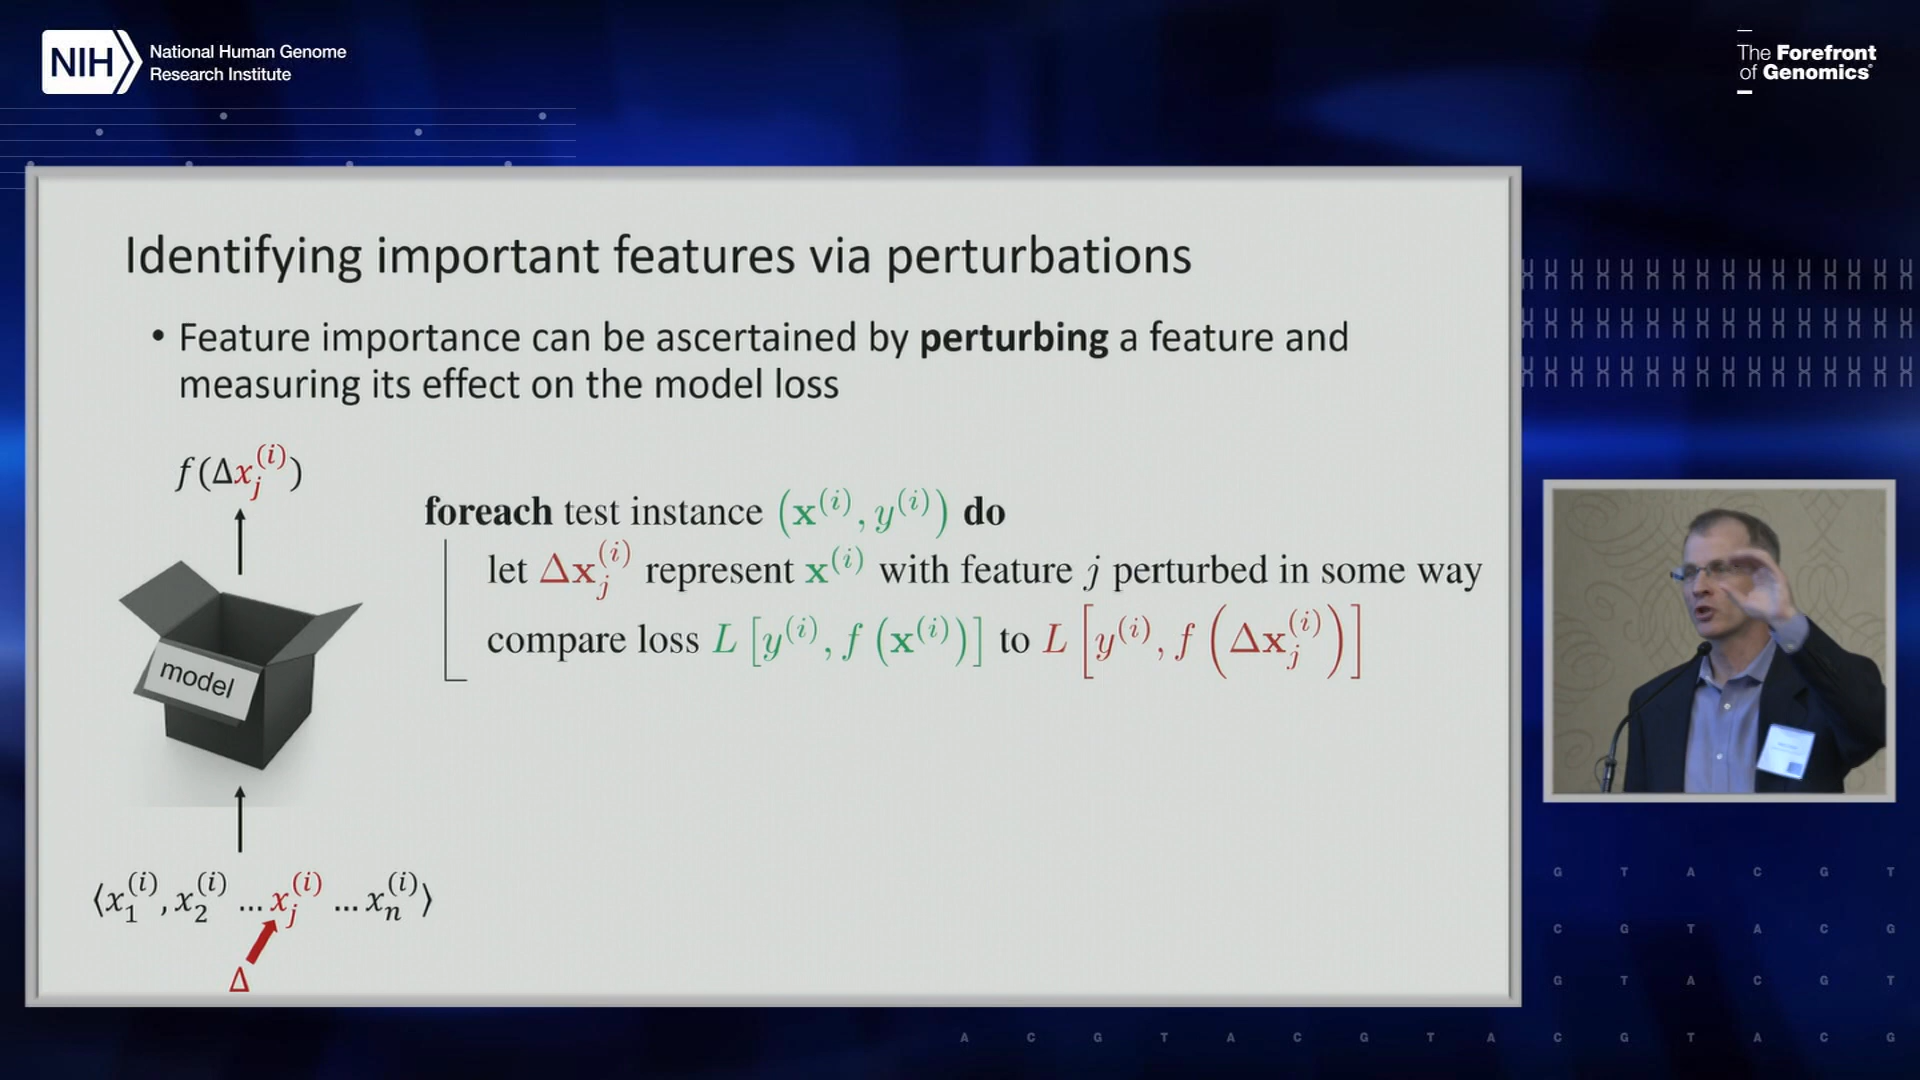 NIH National Human Genome
Research Institute
The Forefront
of Genomics®
Identifying important features via perturbations
• Feature importance can be ascertained by perturbing a feature and
measuring its effect on the model loss
f(Δx_j^{(i)})
foreach test instance (x^{(i)}, y^{(i)}) do
let Δx_j^{(i)} represent x^{(i)} with feature j perturbed in some way
compare loss L [y^{(i)}, f (x^{(i)})] to L [y^{(i)}, f (Δx_j^{(i)})]
model
⟨x_1^{(i)}, x_2^{(i)} ... x_j^{(i)} ... x_n^{(i)}⟩
Δ
G T A C G T
C G T A C G
G T A C G T
A C G T A C G T A C G T A C G